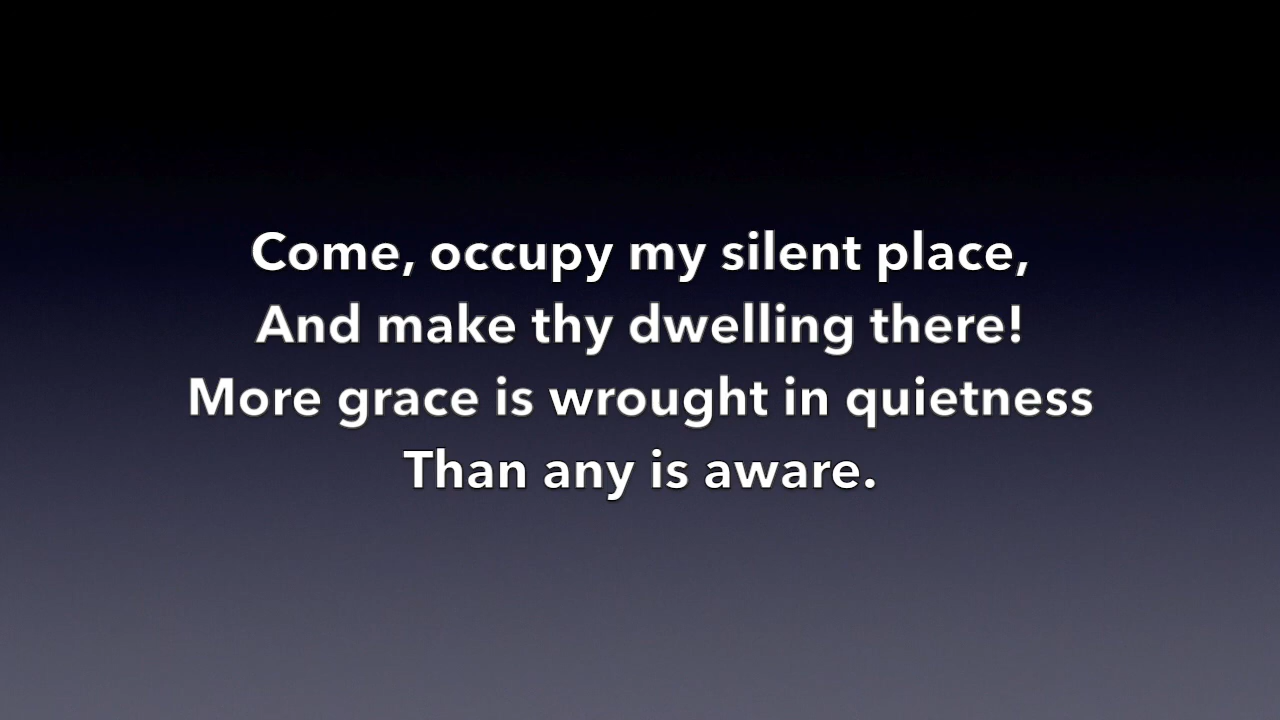 Come, occupy my silent place,
And make thy dwelling there!
More grace is wrought in quietness
Than any is aware.